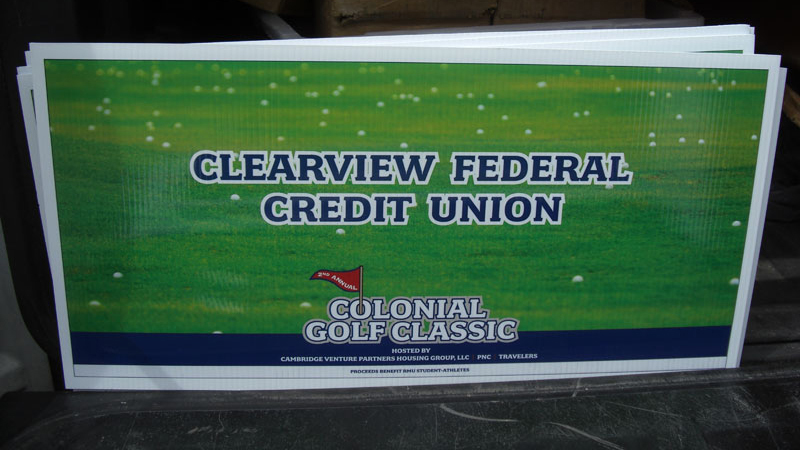 CLEARVIEW FEDERAL
CREDIT UNION
2ND ANNUAL
COLONIAL
GOLF CLASSIC
HOSTED BY
CAMBRIDGE VENTURE PARTNERS HOUSING GROUP, LLC PNC TRAVELERS
PROCEEDS BENEFIT RMU STUDENT-ATHLETES